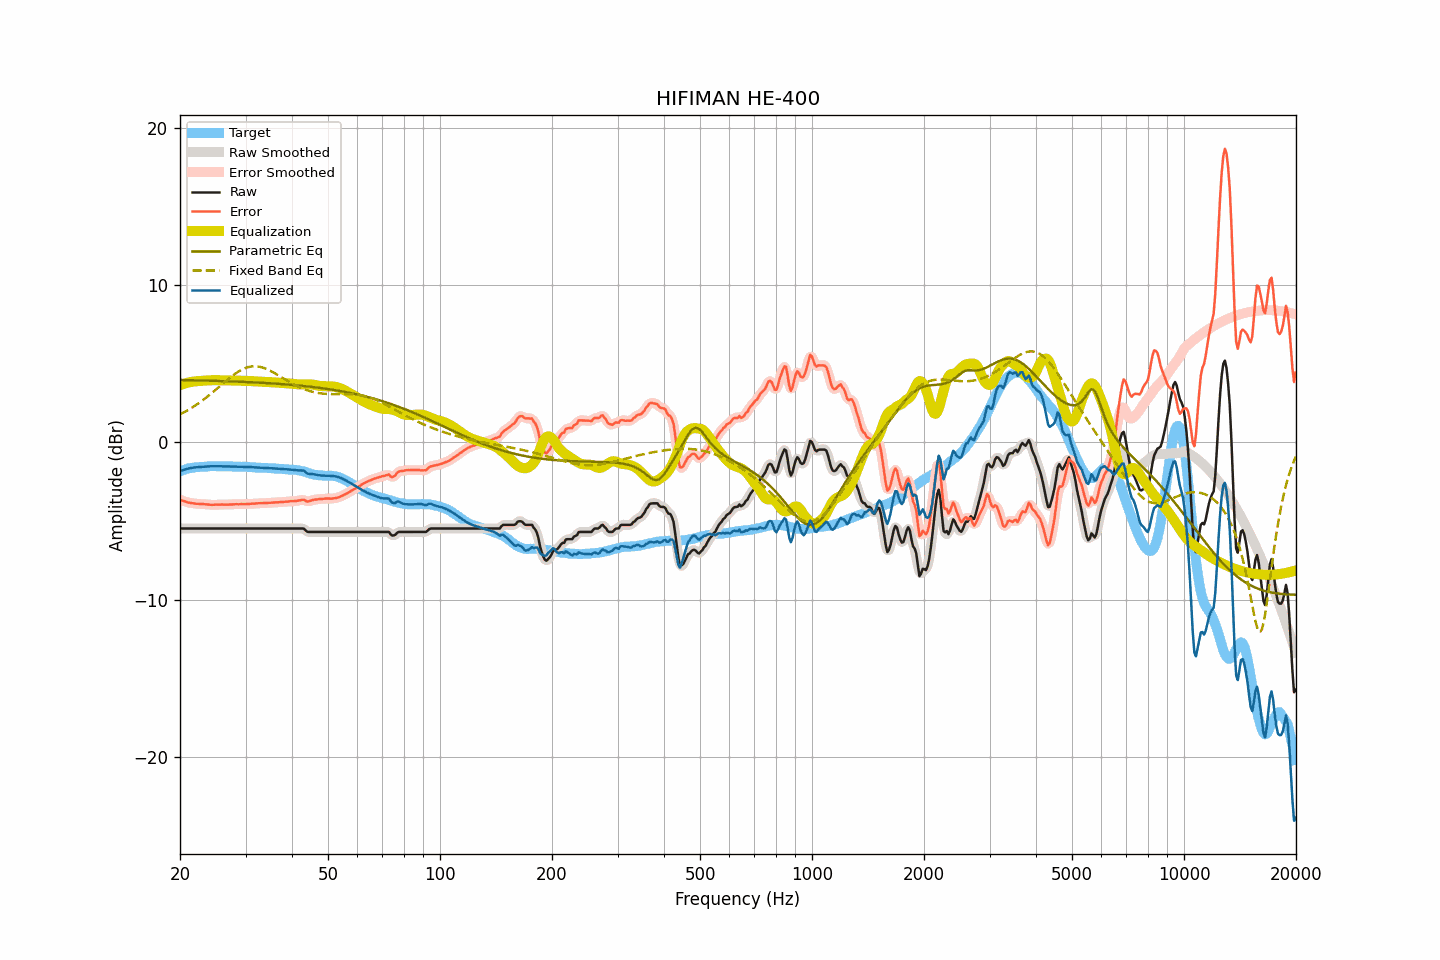 HIFIMAN HE-400
Target
Raw Smoothed
Error Smoothed
Raw
Error
Equalization
Parametric Eq
Fixed Band Eq
Equalized
20
10
0
−10
−20
Amplitude (dBr)
20 50 100 200 500 1000 2000 5000 10000 20000
Frequency (Hz)